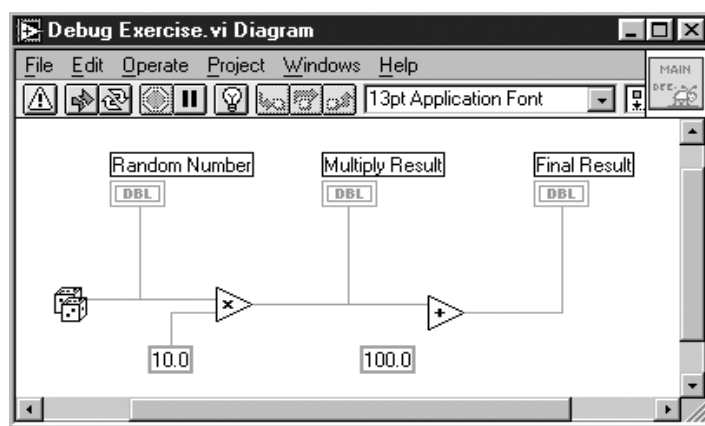 Debug Exercise.vi Diagram
File Edit Operate Project Windows Help
MAIN
13pt Application Font
Random Number Multiply Result Final Result
DBL DBL DBL
×
+
10.0 100.0